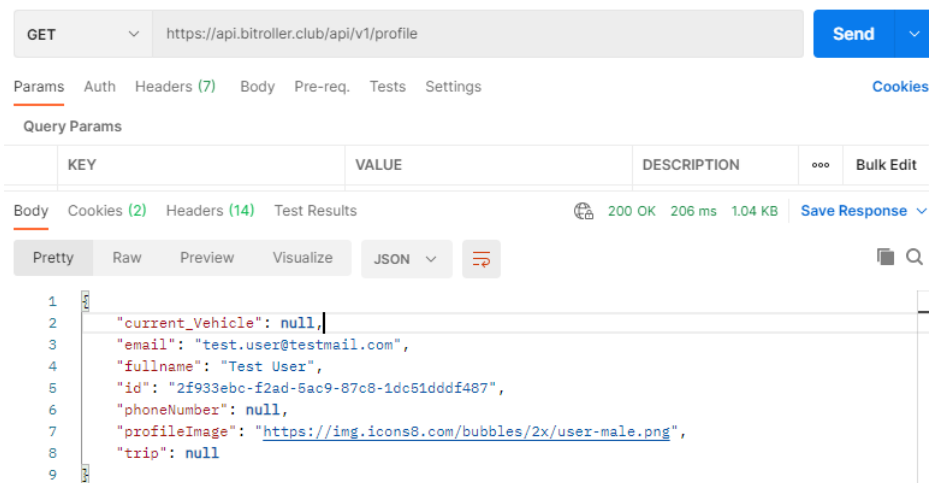 GET https://api.bitroller.club/api/v1/profile Send
Params Auth Headers (7) Body Pre-req. Tests Settings Cookies
Query Params
KEY VALUE DESCRIPTION ooo Bulk Edit
Body Cookies (2) Headers (14) Test Results 200 OK 206 ms 1.04 KB Save Response
Pretty Raw Preview Visualize JSON
1 {
2 "current_Vehicle": null,
3 "email": "test.user@testmail.com",
4 "fullname": "Test User",
5 "id": "2f933ebc-f2ad-5ac9-87c8-1dc51dddf487",
6 "phoneNumber": null,
7 "profileImage": "https://img.icons8.com/bubbles/2x/user-male.png",
8 "trip": null
9 }